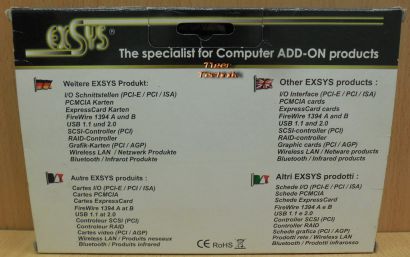 EXSYS®
The specialist for Computer ADD-ON products
Weitere EXSYS Produkt:
I/O Schnittstellen (PCI-E / PCI / ISA)
PCMCIA Karten
ExpressCard Karten
FireWire 1394 A und B
USB 1.1 und 2.0
SCSI-Controller (PCI)
RAID-Controller
Grafik-Karten (PCI / AGP)
Wireless LAN / Netzwerk Produkte
Bluetooth / Infrarot Produkte
Other EXSYS products :
I/O Interface (PCI-E / PCI / ISA)
PCMCIA cards
ExpressCard cards
FireWire 1394 A and B
USB 1.1 and 2.0
SCSI-Controller (PCI)
RAID-Controller
Graphic cards (PCI / AGP)
Wireless LAN / Network products
Bluetooth / Infrared products
Autre EXSYS produits :
Cartes I/O (PCI-E / PCI / ISA)
Cartes PCMCIA
Cartes ExpressCard
FireWire 1394 A at B
USB 1.1 at 2.0
Controleur SCSI (PCI)
Controleur RAID
Cartes vidéo (PCI / AGP)
Wireless LAN / Produits neseaux
Bluetooth / Produits infrared
Altri EXSYS prodotti :
Schede I/O (PCI-E / PCI / ISA)
Schede PCMCIA
Schede ExpressCard
FireWire 1394 A e B
USB 1.1 e 2.0
Controller SCSI (PCI)
Controller RAID
Schede grafica (PCI / AGP)
Prodotti rete / Wireless LAN
Bluetooth / Prodotti infrarosso
CE RoHS